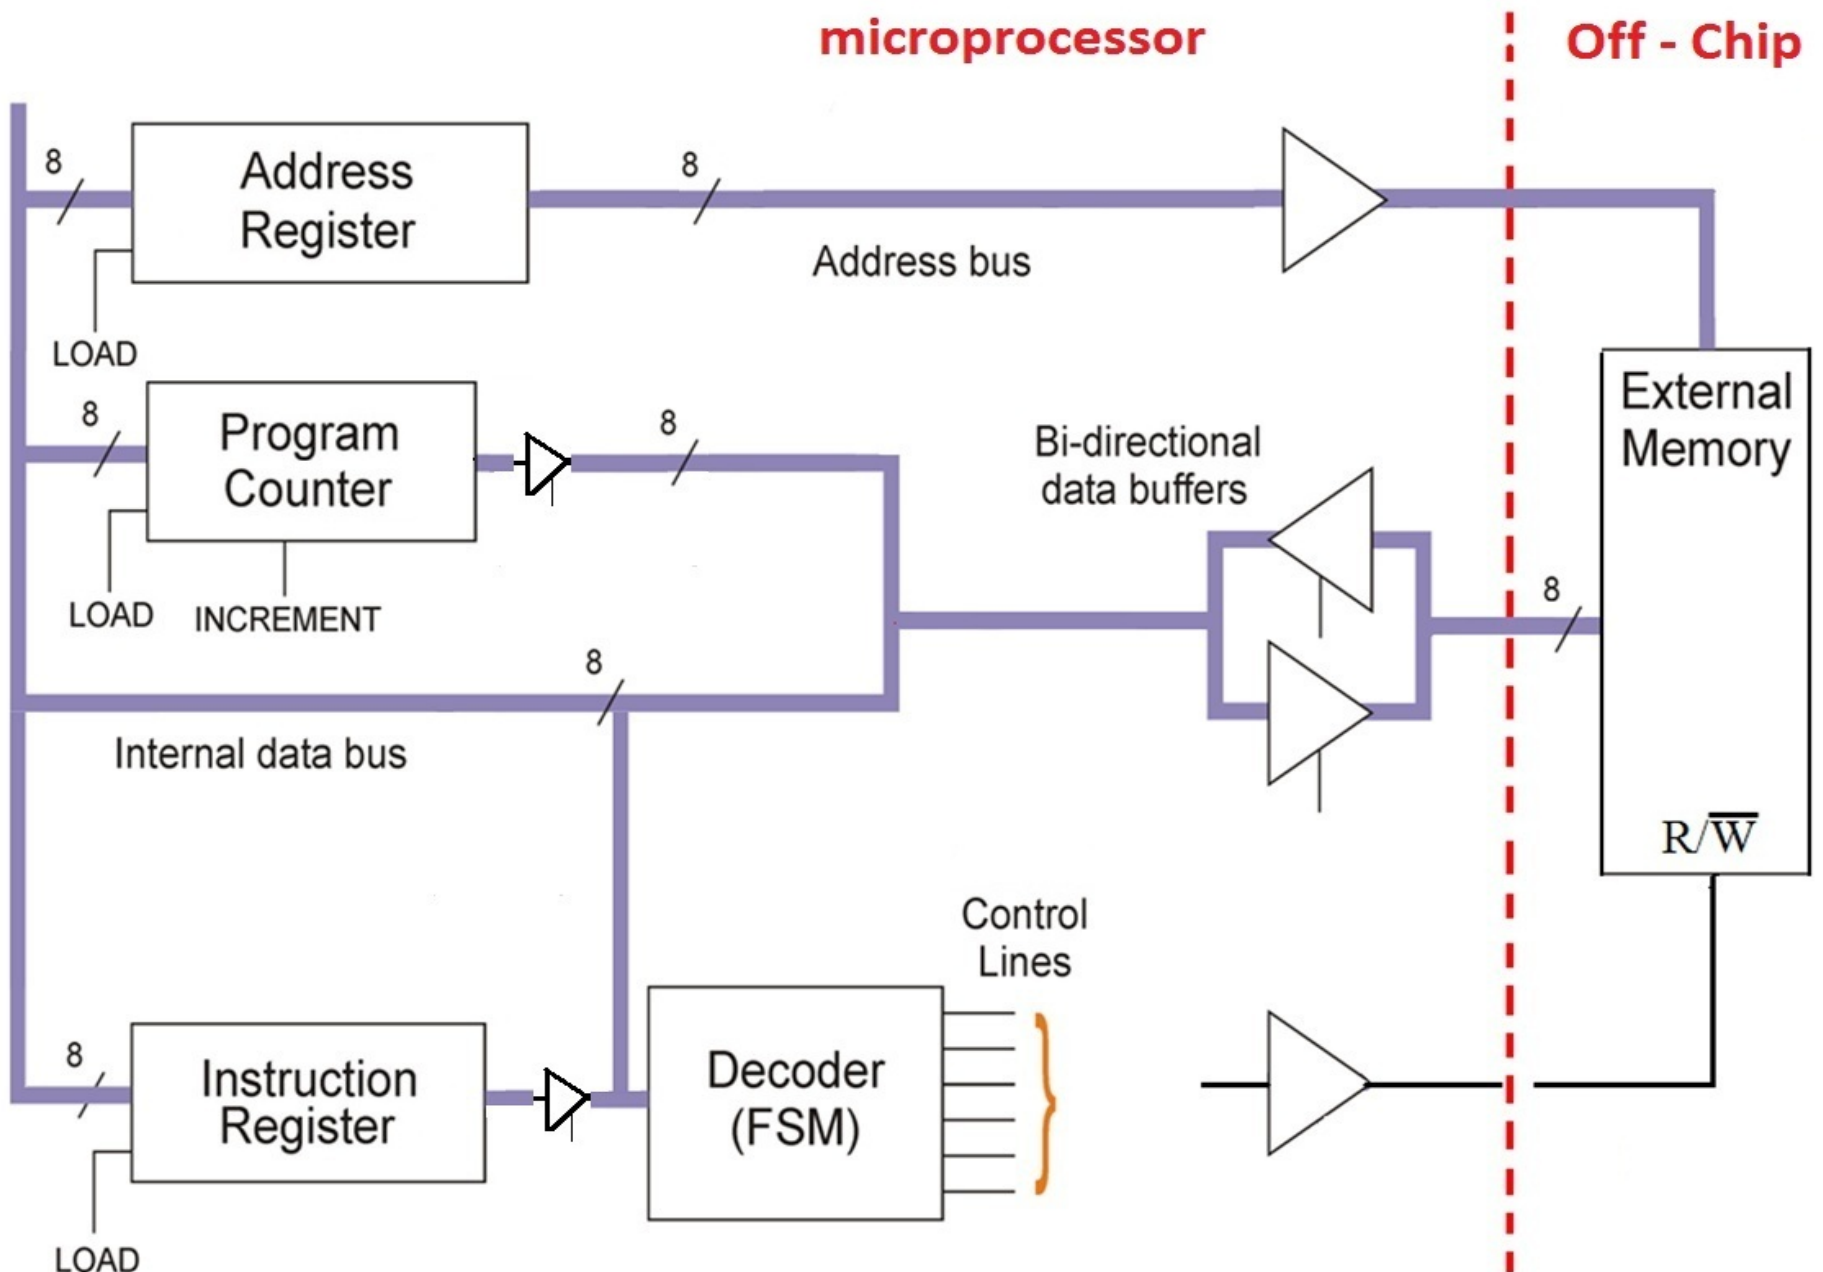 microprocessor
Off - Chip
8
Address
Register
8
Address bus
LOAD
8
Program
Counter
8
LOAD
INCREMENT
Bi-directional
data buffers
External
Memory
8
8
Internal data bus
R/W̅
Control
Lines
8
Instruction
Register
Decoder
(FSM)
LOAD